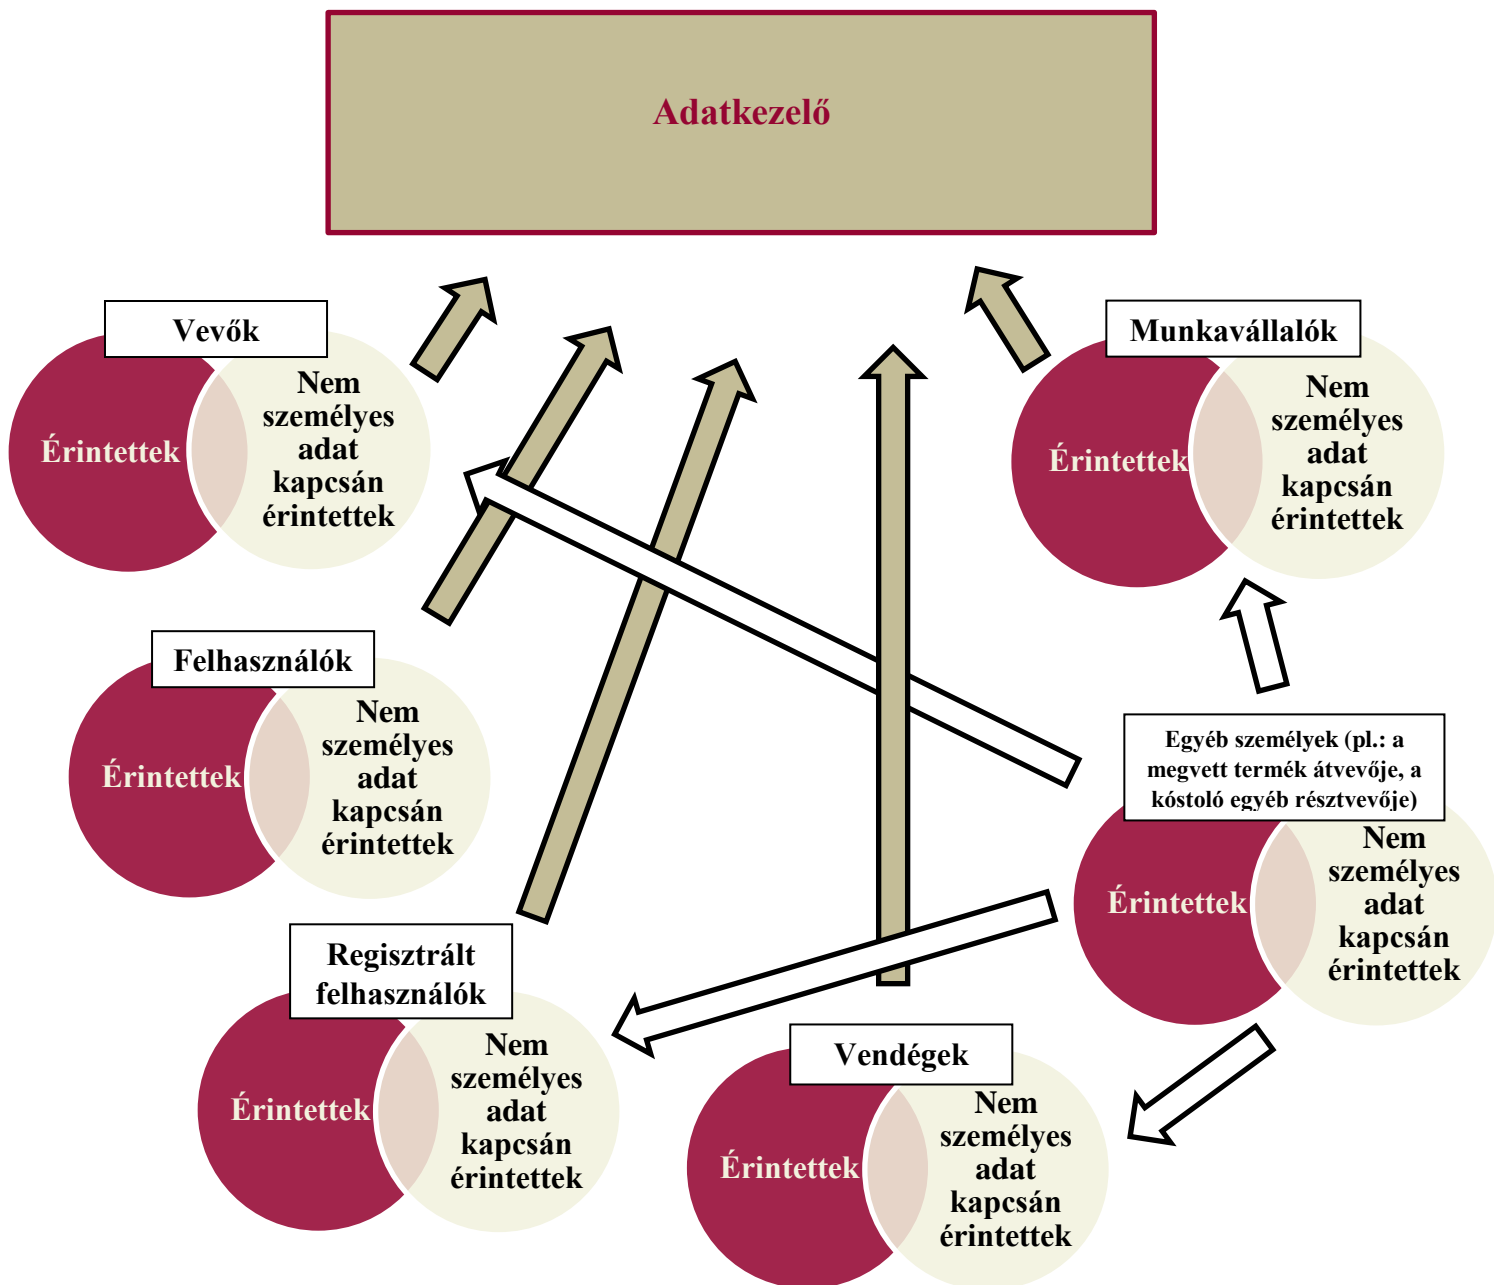 Adatkezelő
Vevők
Érintettek
Nem
személyes
adat
kapcsán
érintettek
Munkavállalók
Érintettek
Nem
személyes
adat
kapcsán
érintettek
Felhasználók
Érintettek
Nem
személyes
adat
kapcsán
érintettek
Egyéb személyek (pl.: a
megvett termék átvevője, a
kóstoló egyéb résztvevője)
Érintettek
Nem
személyes
adat
kapcsán
érintettek
Regisztrált
felhasználók
Érintettek
Nem
személyes
adat
kapcsán
érintettek
Vendégek
Érintettek
Nem
személyes
adat
kapcsán
érintettek